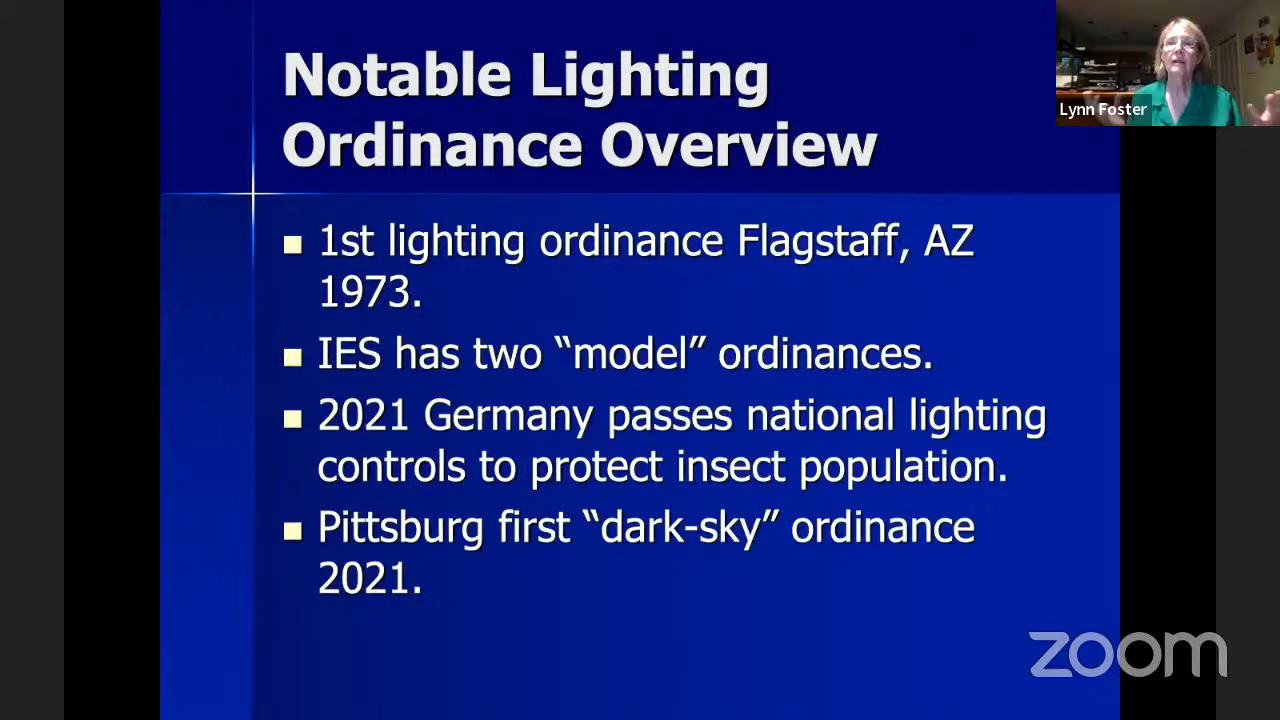 Notable Lighting
Ordinance Overview
Lynn Foster
1st lighting ordinance Flagstaff, AZ
1973.
IES has two “model” ordinances.
2021 Germany passes national lighting
controls to protect insect population.
Pittsburg first “dark-sky” ordinance
2021.
zoom